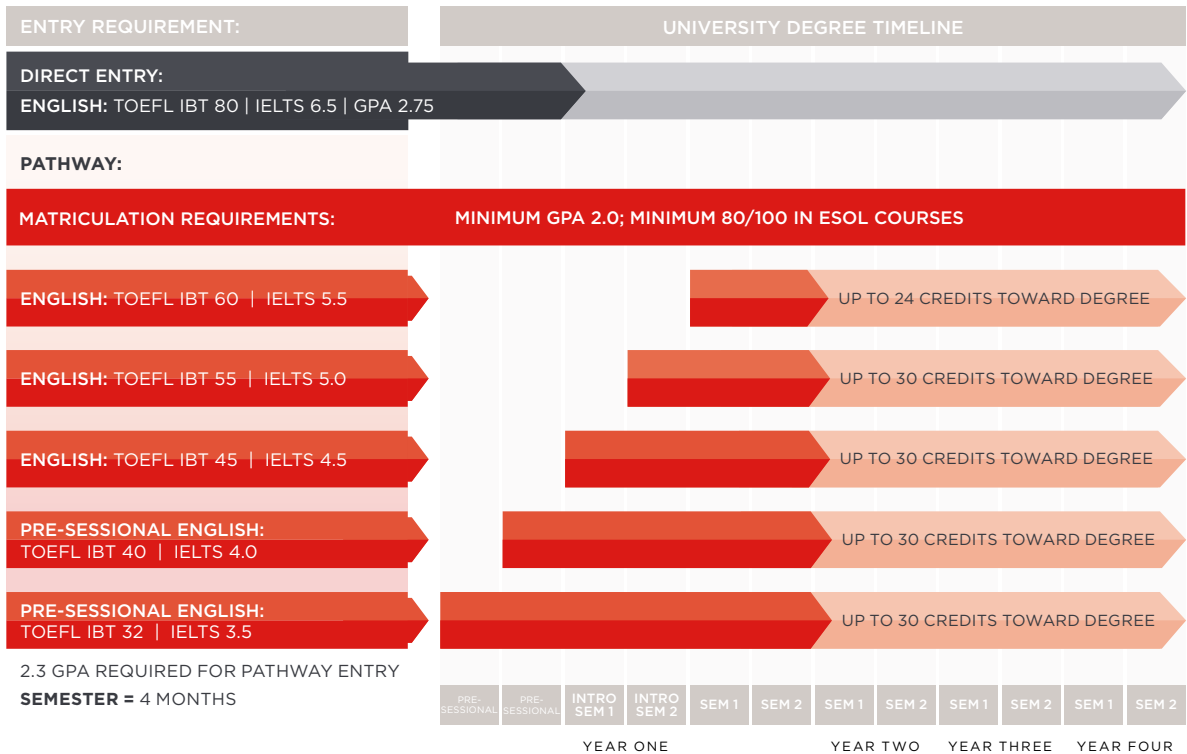 ENTRY REQUIREMENT:
UNIVERSITY DEGREE TIMELINE
DIRECT ENTRY:
ENGLISH: TOEFL IBT 80 | IELTS 6.5 | GPA 2.75
PATHWAY:
MATRICULATION REQUIREMENTS:
MINIMUM GPA 2.0; MINIMUM 80/100 IN ESOL COURSES
ENGLISH: TOEFL IBT 60 | IELTS 5.5
UP TO 24 CREDITS TOWARD DEGREE
ENGLISH: TOEFL IBT 55 | IELTS 5.0
UP TO 30 CREDITS TOWARD DEGREE
ENGLISH: TOEFL IBT 45 | IELTS 4.5
UP TO 30 CREDITS TOWARD DEGREE
PRE-SESSIONAL ENGLISH:
TOEFL IBT 40 | IELTS 4.0
UP TO 30 CREDITS TOWARD DEGREE
PRE-SESSIONAL ENGLISH:
TOEFL IBT 32 | IELTS 3.5
UP TO 30 CREDITS TOWARD DEGREE
2.3 GPA REQUIRED FOR PATHWAY ENTRY
SEMESTER = 4 MONTHS
PRE-
SESSIONAL
PRE-
SESSIONAL
INTRO
SEM 1
INTRO
SEM 2
SEM 1
SEM 2
SEM 1
SEM 2
SEM 1
SEM 2
SEM 1
SEM 2
YEAR ONE
YEAR TWO
YEAR THREE
YEAR FOUR